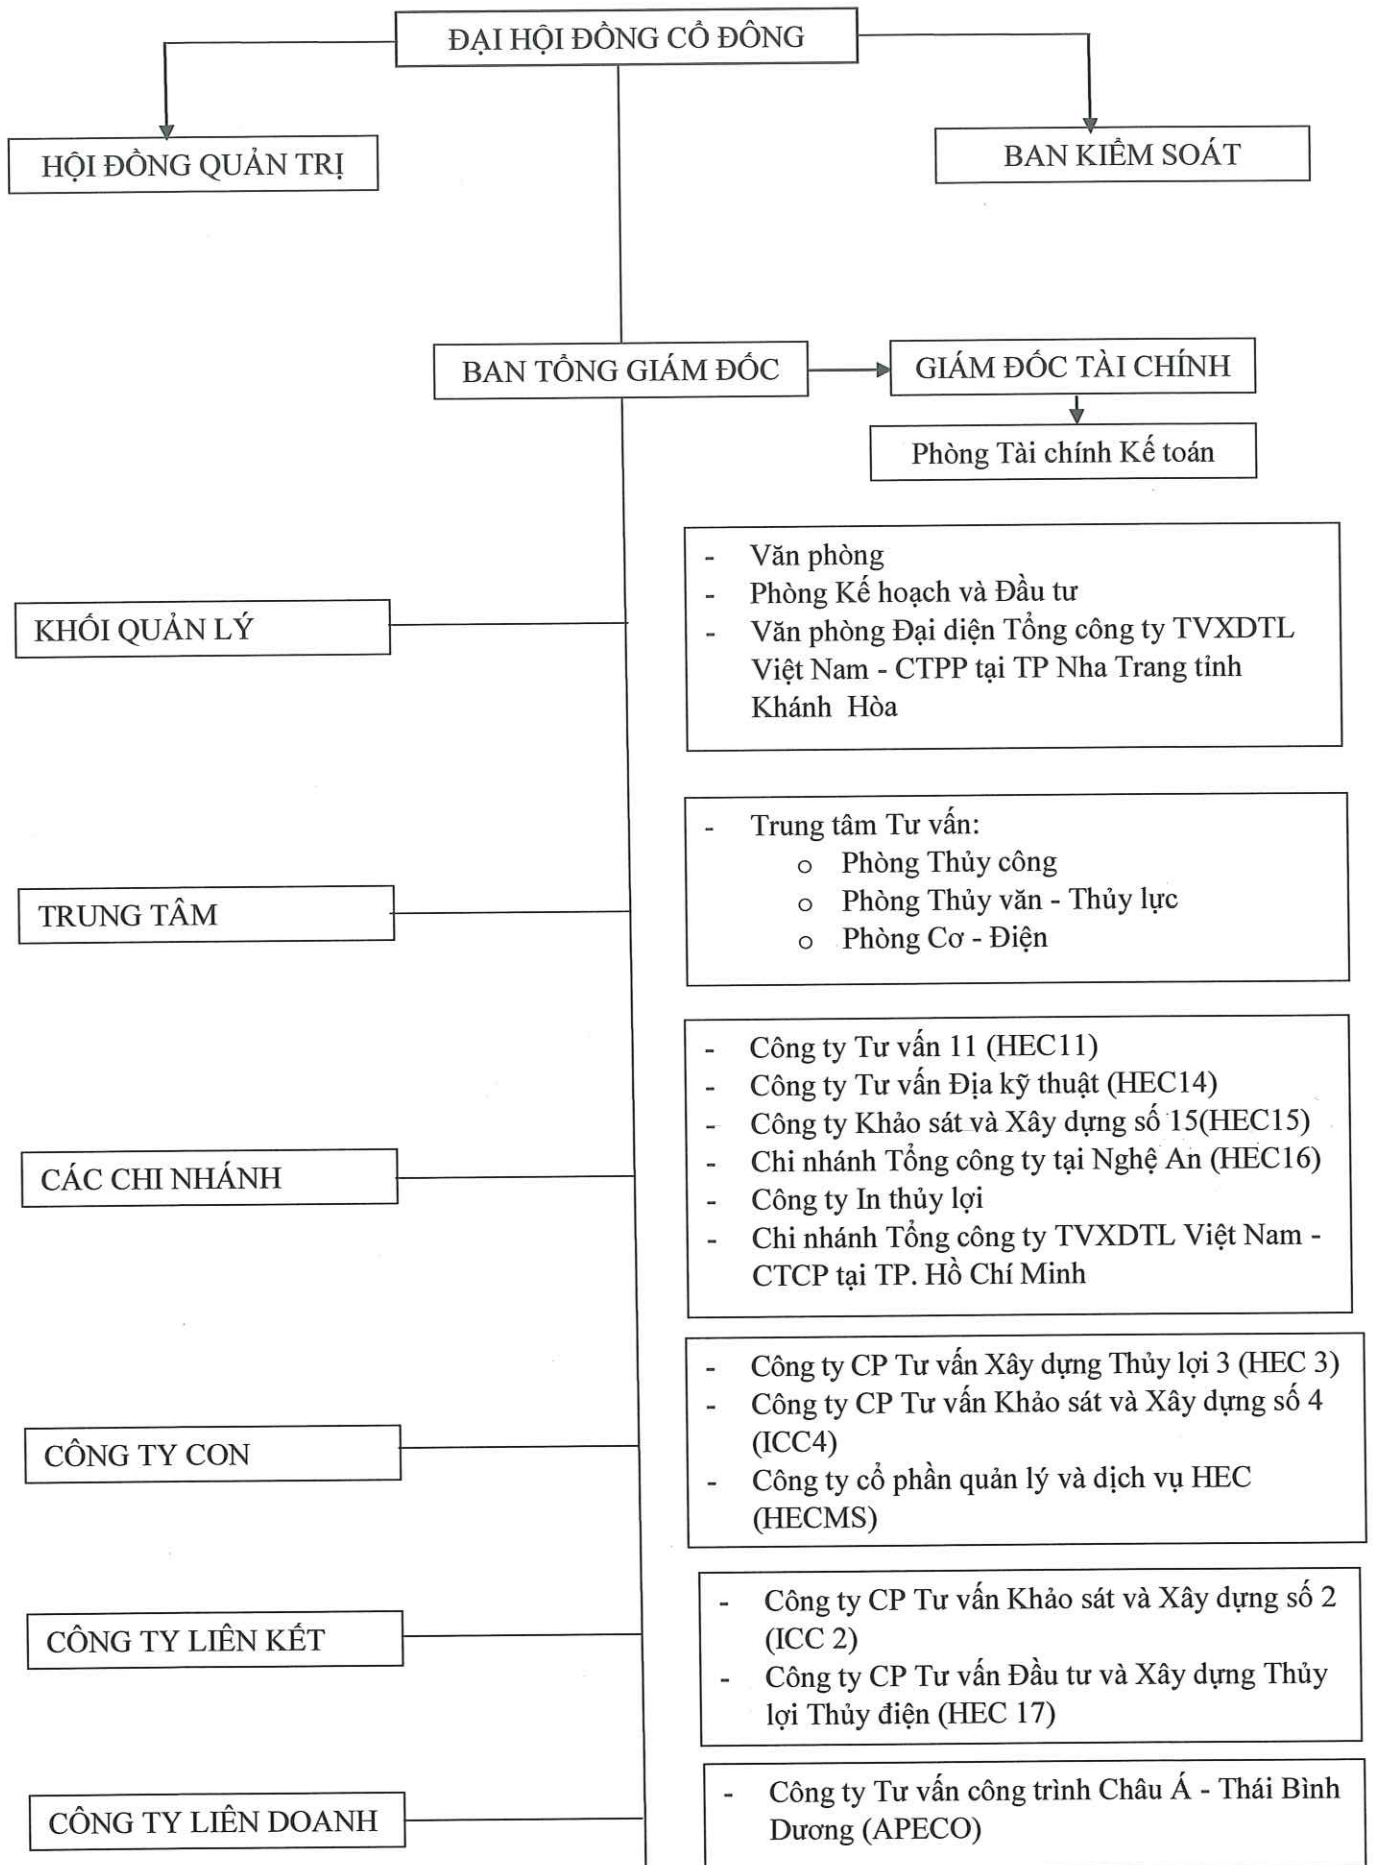 ĐẠI HỘI ĐỒNG CỔ ĐÔNG
HỘI ĐỒNG QUẢN TRỊ
BAN KIỂM SOÁT
BAN TỔNG GIÁM ĐỐC
GIÁM ĐỐC TÀI CHÍNH
Phòng Tài chính Kế toán
KHỐI QUẢN LÝ
- Văn phòng
- Phòng Kế hoạch và Đầu tư
- Văn phòng Đại diện Tổng công ty TVXDTL
Việt Nam - CTPP tại TP Nha Trang tỉnh
Khánh Hòa
TRUNG TÂM
- Trung tâm Tư vấn:
o Phòng Thủy công
o Phòng Thủy văn - Thủy lực
o Phòng Cơ - Điện
CÁC CHI NHÁNH
- Công ty Tư vấn 11 (HEC11)
- Công ty Tư vấn Địa kỹ thuật (HEC14)
- Công ty Khảo sát và Xây dựng số 15(HEC15)
- Chi nhánh Tổng công ty tại Nghệ An (HEC16)
- Công ty In thủy lợi
- Chi nhánh Tổng công ty TVXDTL Việt Nam -
CTCP tại TP. Hồ Chí Minh
CÔNG TY CON
- Công ty CP Tư vấn Xây dựng Thủy lợi 3 (HEC 3)
- Công ty CP Tư vấn Khảo sát và Xây dựng số 4
(ICC4)
- Công ty cổ phần quản lý và dịch vụ HEC
(HECMS)
CÔNG TY LIÊN KẾT
- Công ty CP Tư vấn Khảo sát và Xây dựng số 2
(ICC 2)
- Công ty CP Tư vấn Đầu tư và Xây dựng Thủy
lợi Thủy điện (HEC 17)
CÔNG TY LIÊN DOANH
- Công ty Tư vấn công trình Châu Á - Thái Bình
Dương (APECO)